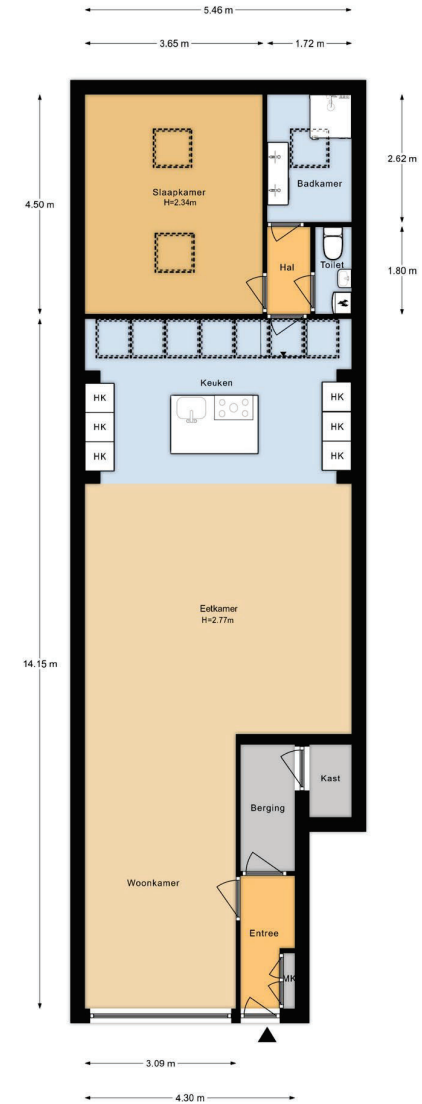 5.46 m
3.65 m
1.72 m
4.50 m
2.62 m
Slaapkamer
H=2.34m
Badkamer
Hal
Toilet
1.80 m
Keuken
HK
HK
HK
HK
HK
HK
Eetkamer
H=2.77m
14.15 m
Berging
Kast
Woonkamer
Entree
MK
3.09 m
4.30 m